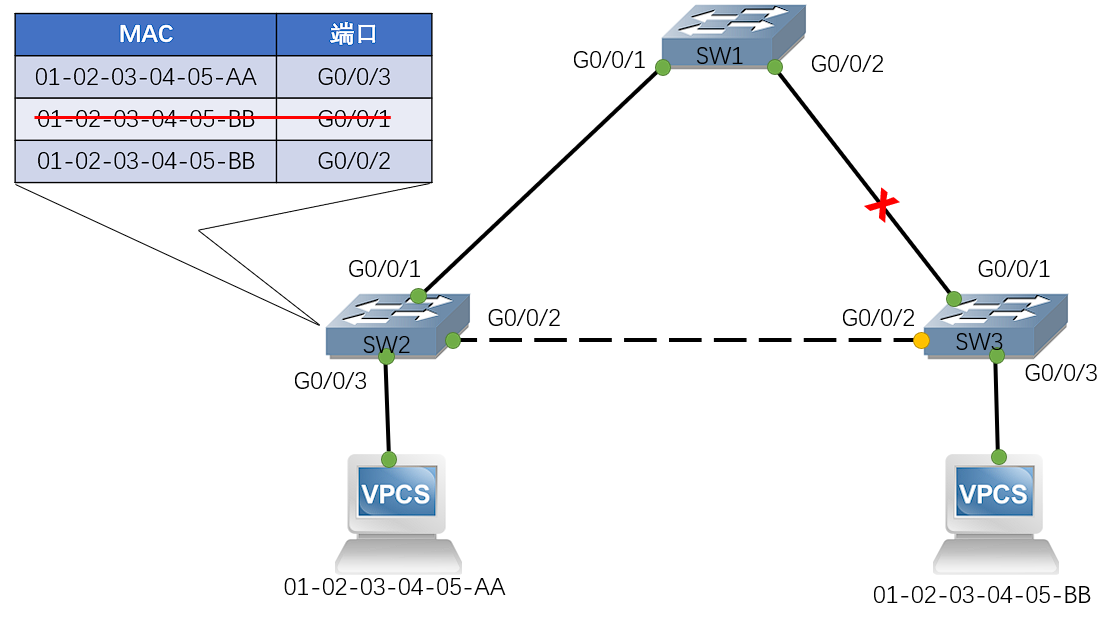 MAC 端口
01-02-03-04-05-AA G0/0/3
01-02-03-04-05-BB G0/0/1
01-02-03-04-05-BB G0/0/2
G0/0/1 SW1 G0/0/2
G0/0/1 G0/0/1
G0/0/2 G0/0/2
SW2 SW3
G0/0/3 G0/0/3
VPCS VPCS
01-02-03-04-05-AA 01-02-03-04-05-BB